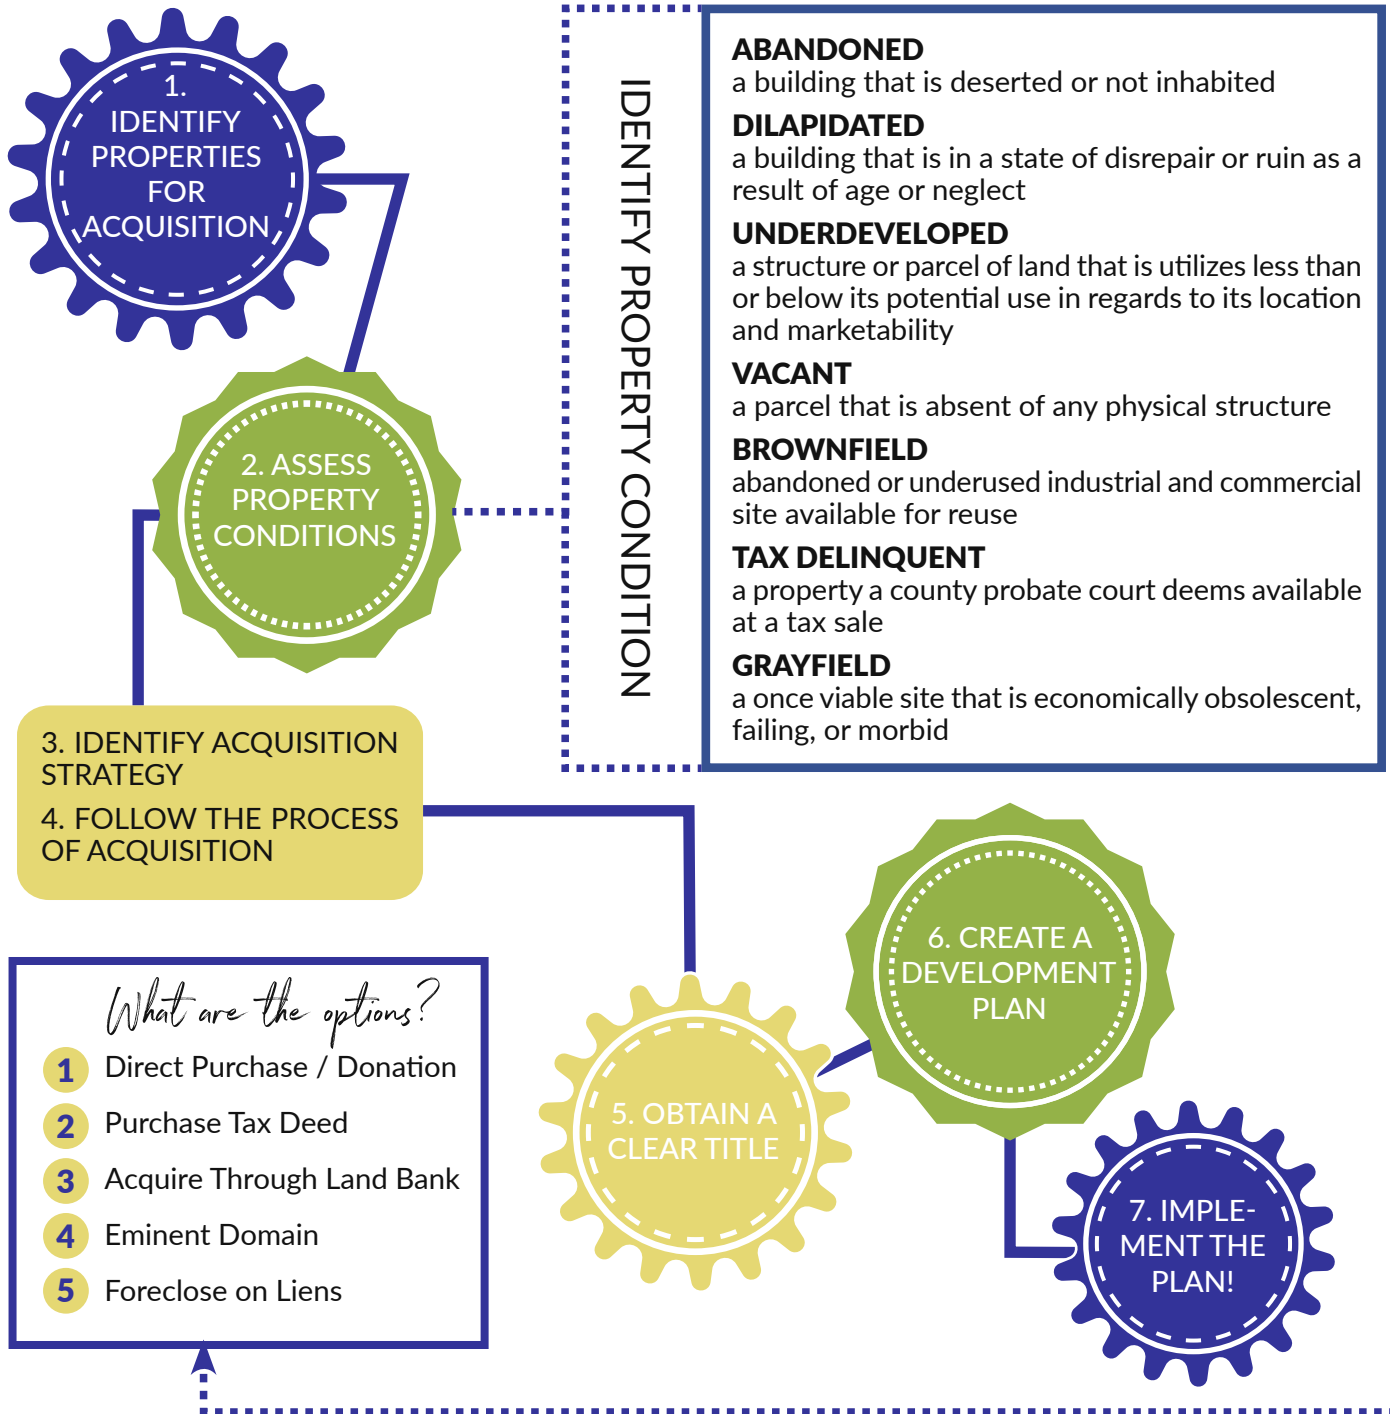 1.
IDENTIFY
PROPERTIES
FOR
ACQUISITION
2. ASSESS
PROPERTY
CONDITIONS
IDENTIFY PROPERTY CONDITION
ABANDONED
a building that is deserted or not inhabited
DILAPIDATED
a building that is in a state of disrepair or ruin as a
result of age or neglect
UNDERDEVELOPED
a structure or parcel of land that is utilizes less than
or below its potential use in regards to its location
and marketability
VACANT
a parcel that is absent of any physical structure
BROWNFIELD
abandoned or underused industrial and commercial
site available for reuse
TAX DELINQUENT
a property a county probate court deems available
at a tax sale
GRAYFIELD
a once viable site that is economically obsolescent,
failing, or morbid
3. IDENTIFY ACQUISITION
STRATEGY
4. FOLLOW THE PROCESS
OF ACQUISITION
What are the options?
1 Direct Purchase / Donation
2 Purchase Tax Deed
3 Acquire Through Land Bank
4 Eminent Domain
5 Foreclose on Liens
5. OBTAIN A
CLEAR TITLE
6. CREATE A
DEVELOPMENT
PLAN
7. IMPLE-
MENT THE
PLAN!